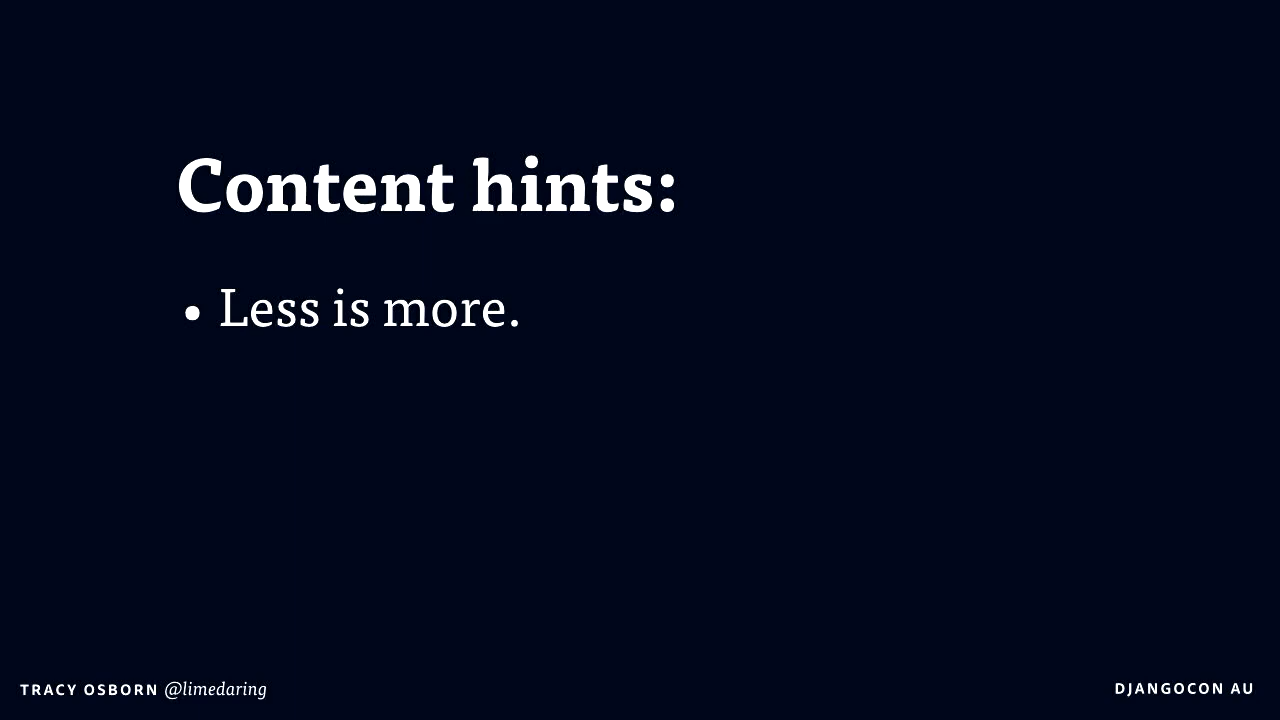 Content hints:
• Less is more.
TRACY OSBORN @limedaring
DJANGOCON AU